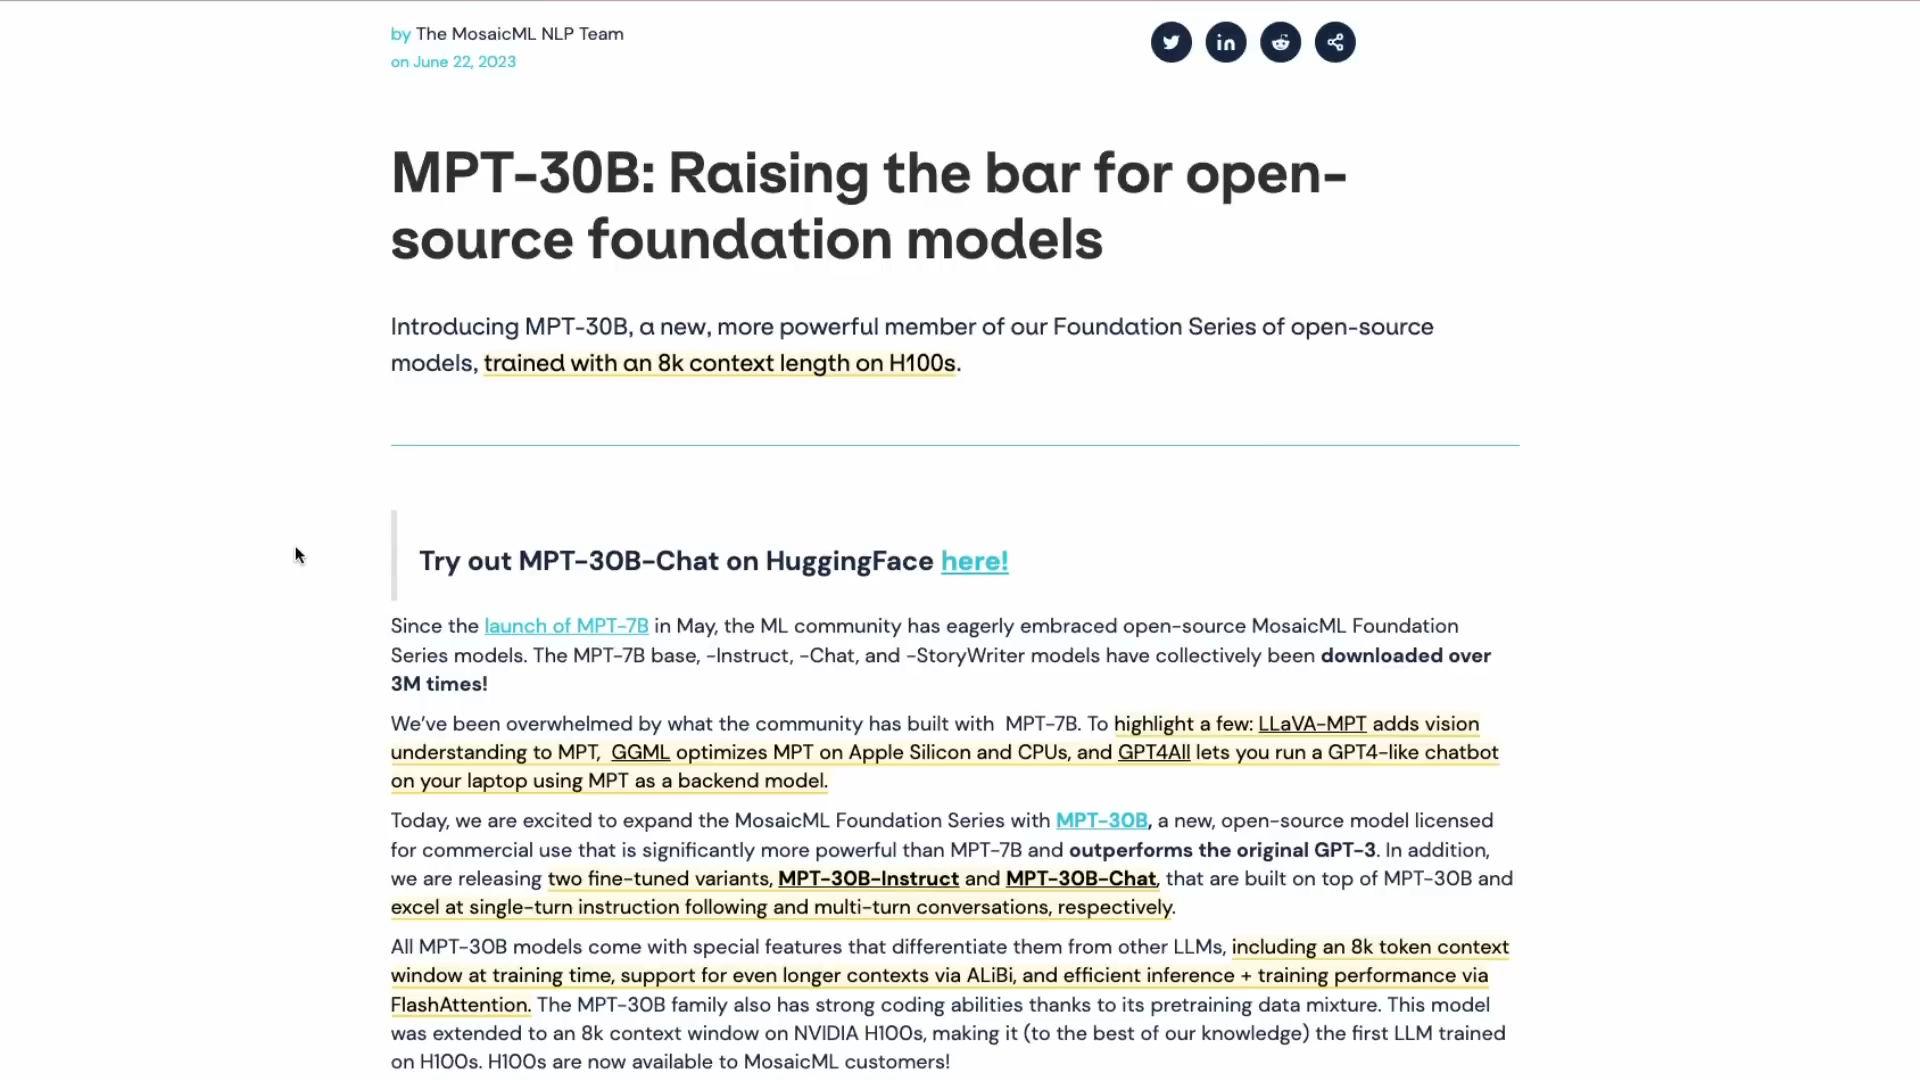 by The MosaicML NLP Team
on June 22, 2023
MPT-30B: Raising the bar for open-
source foundation models
Introducing MPT-30B, a new, more powerful member of our Foundation Series of open-source
models, trained with an 8k context length on H100s.
Try out MPT-30B-Chat on HuggingFace here!
Since the launch of MPT-7B in May, the ML community has eagerly embraced open-source MosaicML Foundation
Series models. The MPT-7B base, -Instruct, -Chat, and -StoryWriter models have collectively been downloaded over
3M times!
We've been overwhelmed by what the community has built with MPT-7B. To highlight a few: LLaVA-MPT adds vision
understanding to MPT, GGML optimizes MPT on Apple Silicon and CPUs, and GPT4All lets you run a GPT4-like chatbot
on your laptop using MPT as a backend model.
Today, we are excited to expand the MosaicML Foundation Series with MPT-30B, a new, open-source model licensed
for commercial use that is significantly more powerful than MPT-7B and outperforms the original GPT-3. In addition,
we are releasing two fine-tuned variants, MPT-30B-Instruct and MPT-30B-Chat, that are built on top of MPT-30B and
excel at single-turn instruction following and multi-turn conversations, respectively.
All MPT-30B models come with special features that differentiate them from other LLMs, including an 8k token context
window at training time, support for even longer contexts via ALiBi, and efficient inference + training performance via
FlashAttention. The MPT-30B family also has strong coding abilities thanks to its pretraining data mixture. This model
was extended to an 8k context window on NVIDIA H100s, making it (to the best of our knowledge) the first LLM trained
on H100s. H100s are now available to MosaicML customers!